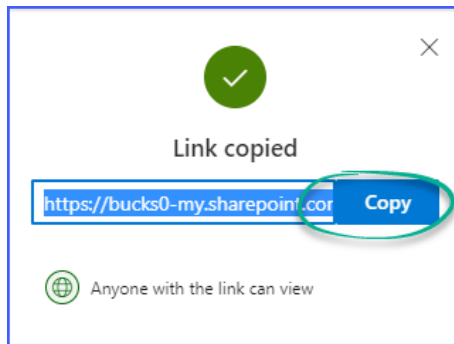 Link copied
https://bucks0-my.sharepoint.cor Copy
Anyone with the link can view